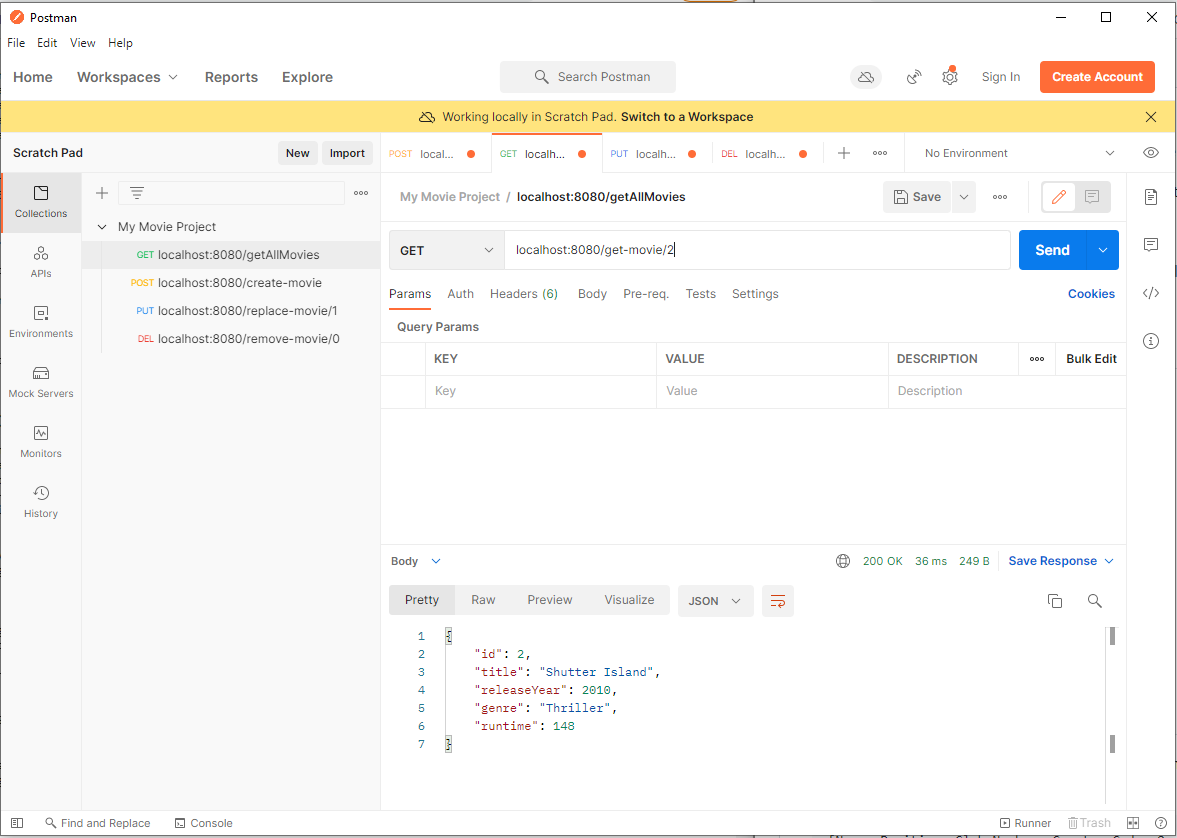 Postman
File Edit View Help
Home Workspaces Reports Explore Search Postman Sign In Create Account
Working locally in Scratch Pad. Switch to a Workspace
Scratch Pad New Import
POST local... GET localh... PUT localh... DEL localh... No Environment
Collections
APIs
Environments
Mock Servers
Monitors
History
My Movie Project
GET localhost:8080/getAllMovies
POST localhost:8080/create-movie
PUT localhost:8080/replace-movie/1
DEL localhost:8080/remove-movie/0
My Movie Project / localhost:8080/getAllMovies Save
GET localhost:8080/get-movie/2 Send
Params Auth Headers (6) Body Pre-req. Tests Settings Cookies
Query Params
KEY VALUE DESCRIPTION Bulk Edit
Key Value Description
Body 200 OK 36 ms 249 B Save Response
Pretty Raw Preview Visualize JSON
1 {
2 "id": 2,
3 "title": "Shutter Island",
4 "releaseYear": 2010,
5 "genre": "Thriller",
6 "runtime": 148
7 }
Find and Replace Console Runner Trash